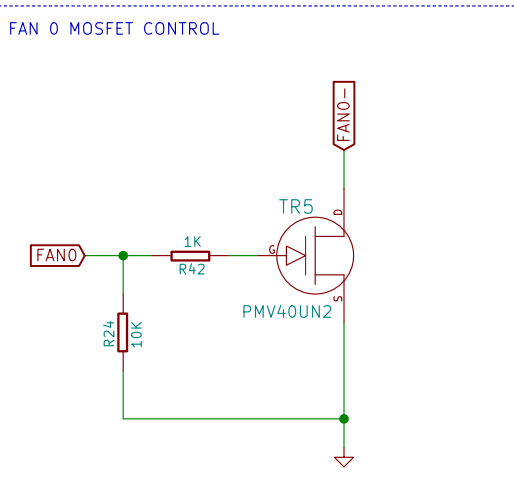 FAN 0 MOSFET CONTROL
FAN0-
TR5
D
1K
G
FAN0
R42
S
PMV40UN2
R24
10K